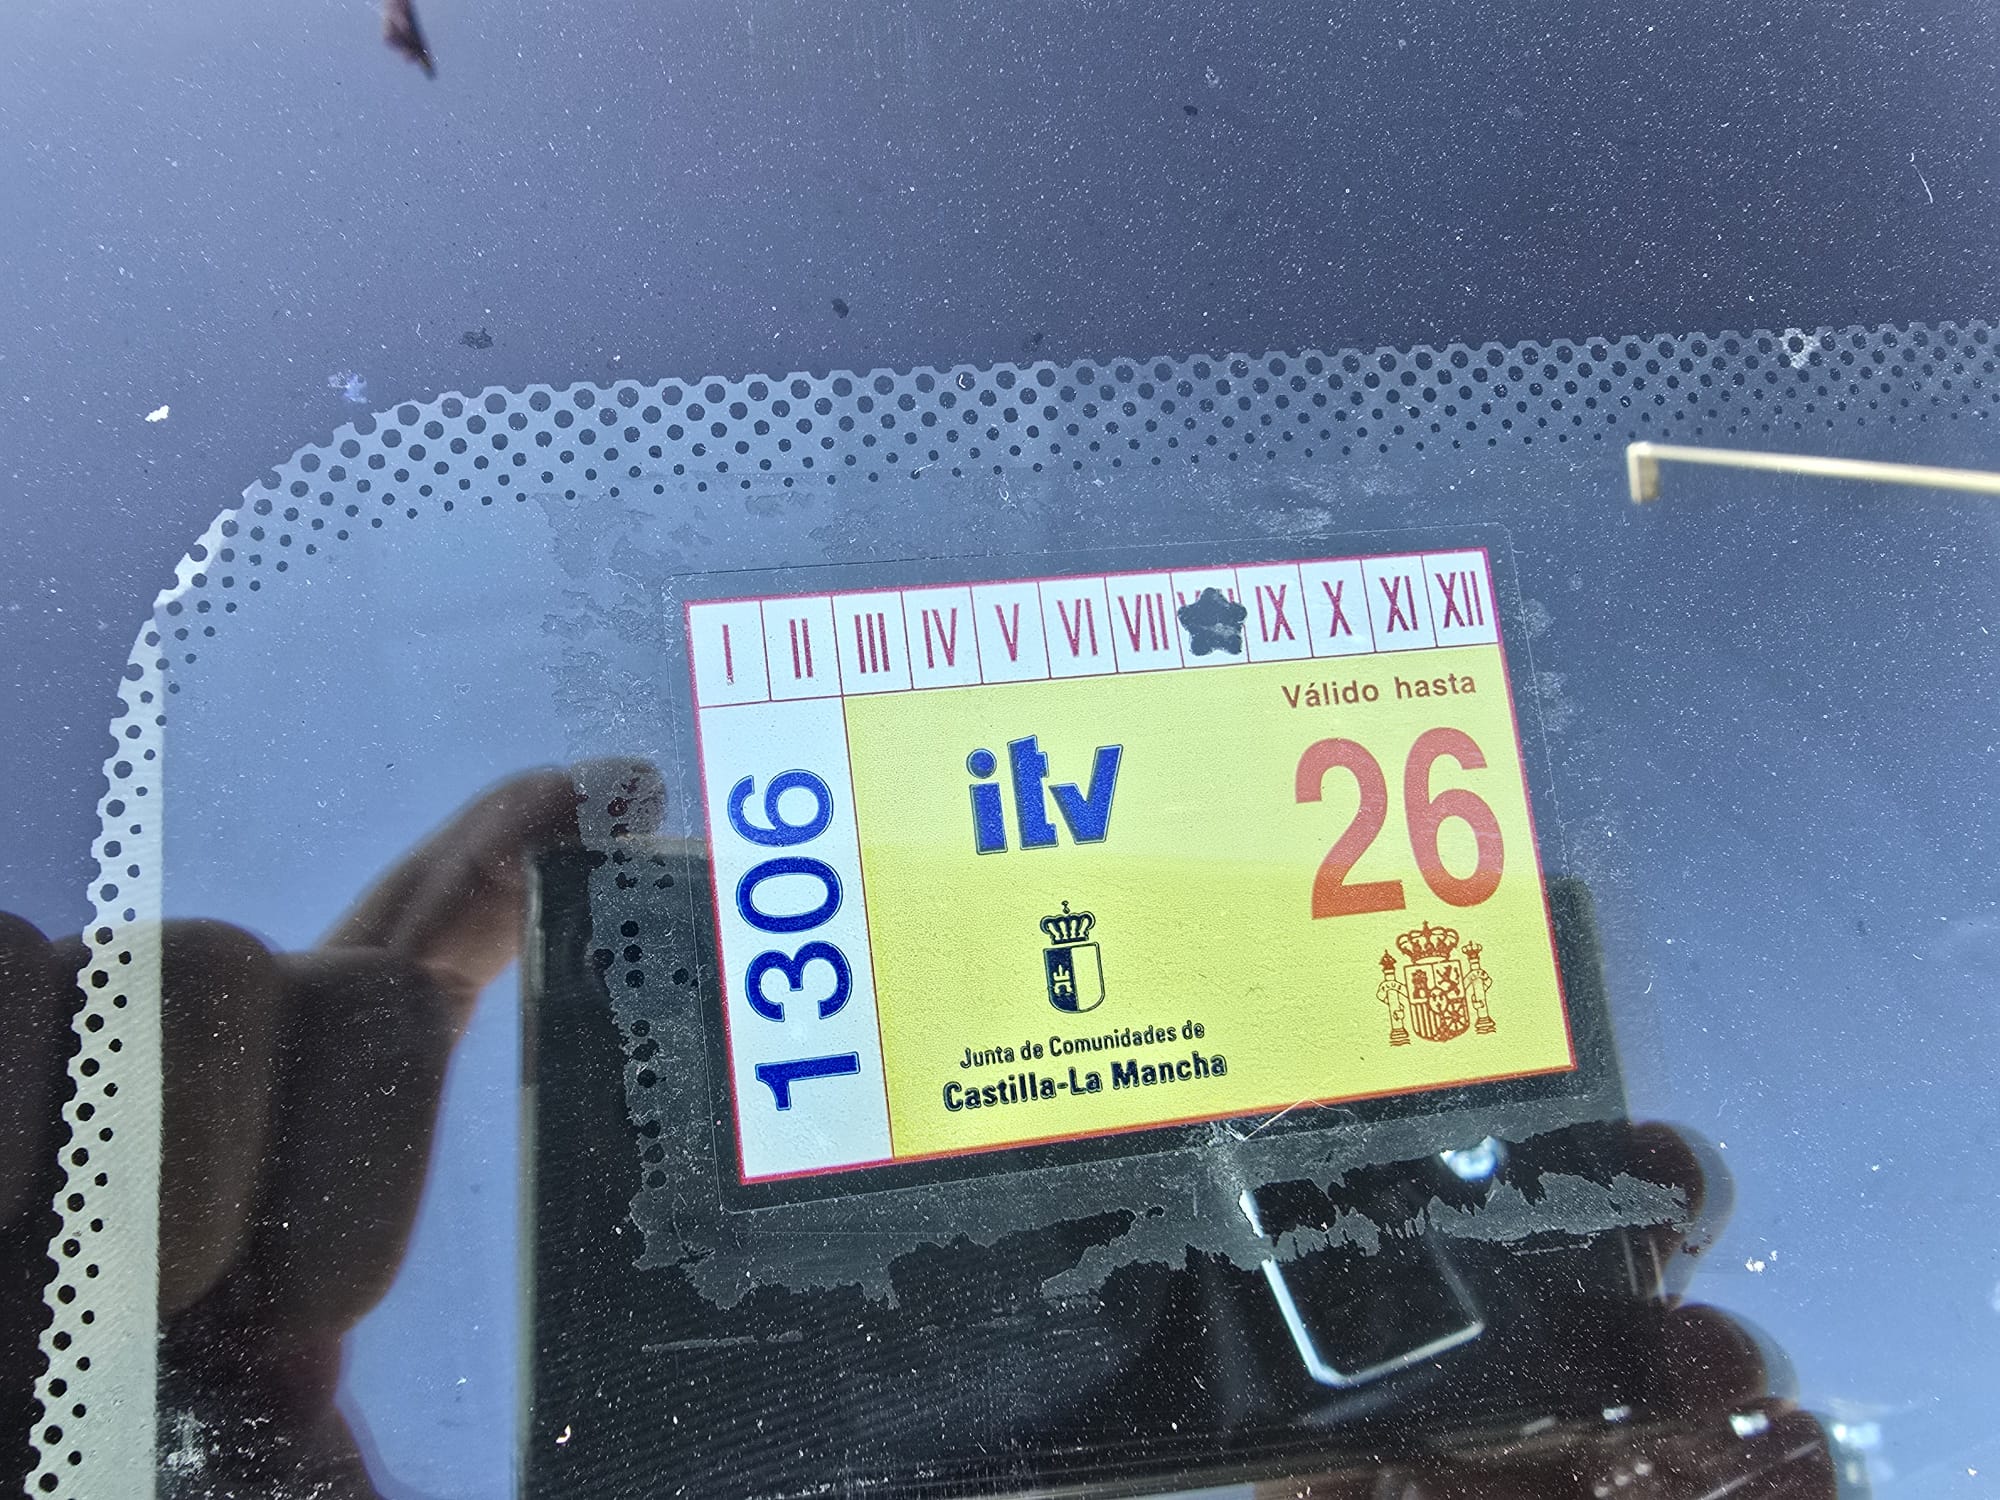 I II III IV V VI VII VIII IX X XI XII
Válido hasta
26
itv
1306
Junta de Comunidades de
Castilla-La Mancha